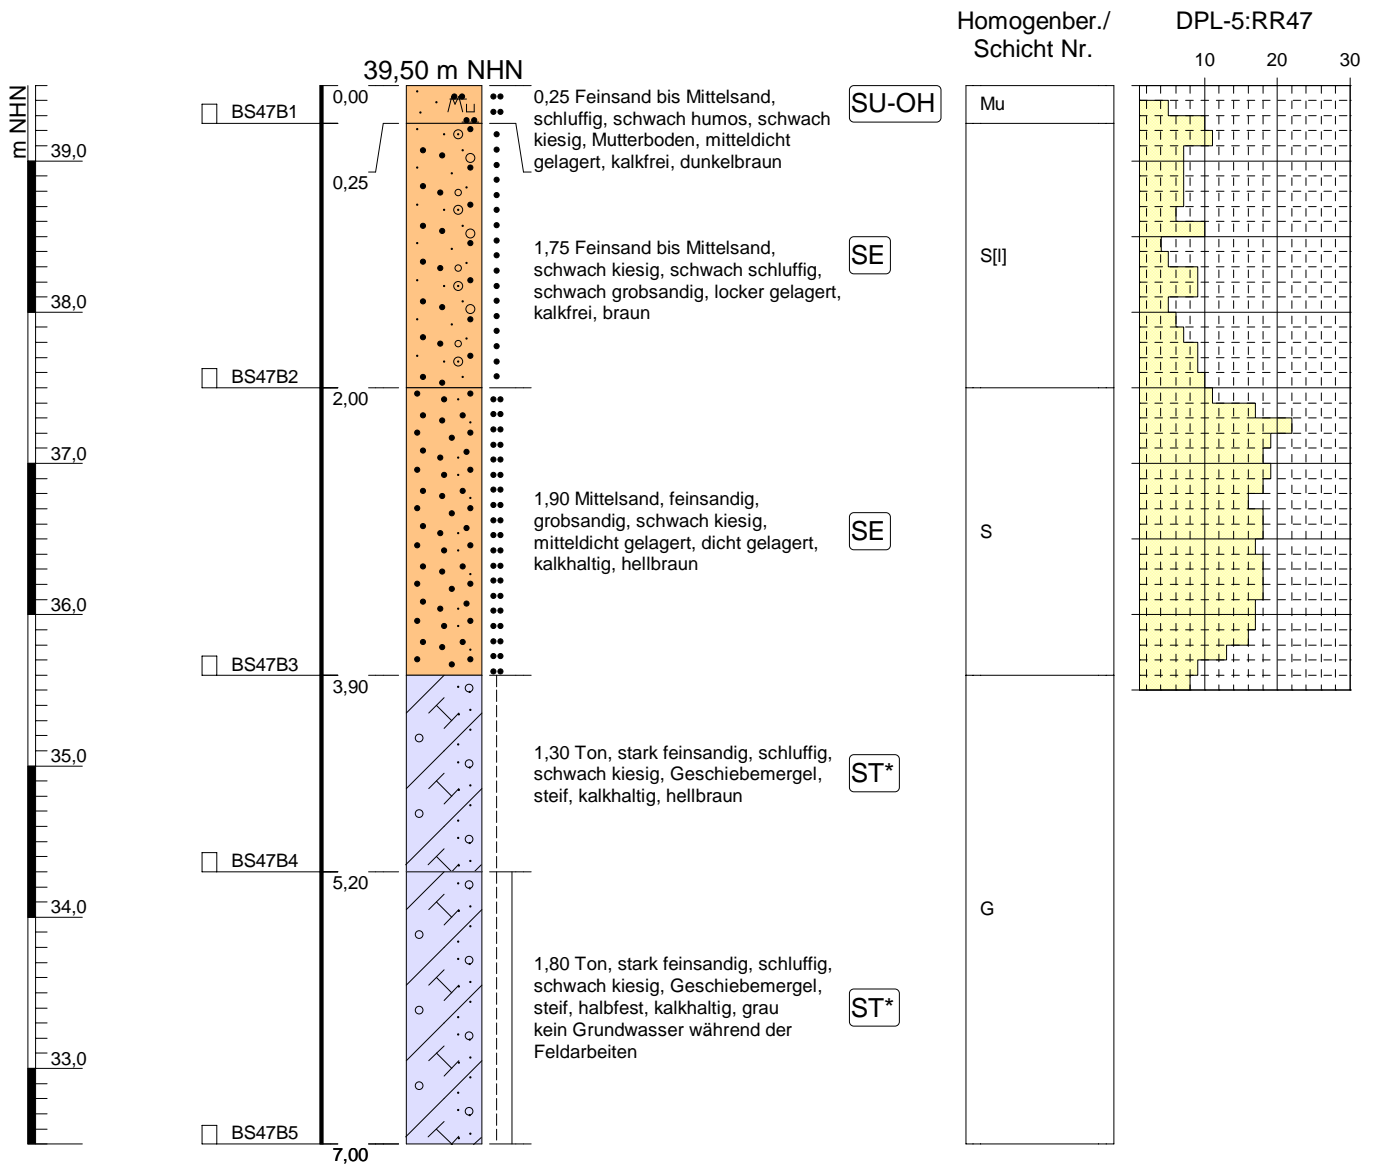 Homogenber./
Schicht Nr.
DPL-5:RR47
10 20 30
39,50 m NHN
m NHN
0,00
BS47B1
0,25 Feinsand bis Mittelsand,
schluffig, schwach humos, schwach
kiesig, Mutterboden, mitteldicht
gelagert, kalkfrei, dunkelbraun
SU-OH
Mu
Mu
39,0
0,25
1,75 Feinsand bis Mittelsand,
schwach kiesig, schwach schluffig,
schwach grobsandig, locker gelagert,
kalkfrei, braun
SE
S[l]
38,0
BS47B2
2,00
37,0
1,90 Mittelsand, feinsandig,
grobsandig, schwach kiesig,
mitteldicht gelagert, dicht gelagert,
kalkhaltig, hellbraun
SE
S
36,0
BS47B3
3,90
35,0
1,30 Ton, stark feinsandig, schluffig,
schwach kiesig, Geschiebemergel,
steif, kalkhaltig, hellbraun
ST*
BS47B4
5,20
34,0
G
1,80 Ton, stark feinsandig, schluffig,
schwach kiesig, Geschiebemergel,
steif, halbfest, kalkhaltig, grau
kein Grundwasser während der
Feldarbeiten
ST*
33,0
BS47B5
7,00